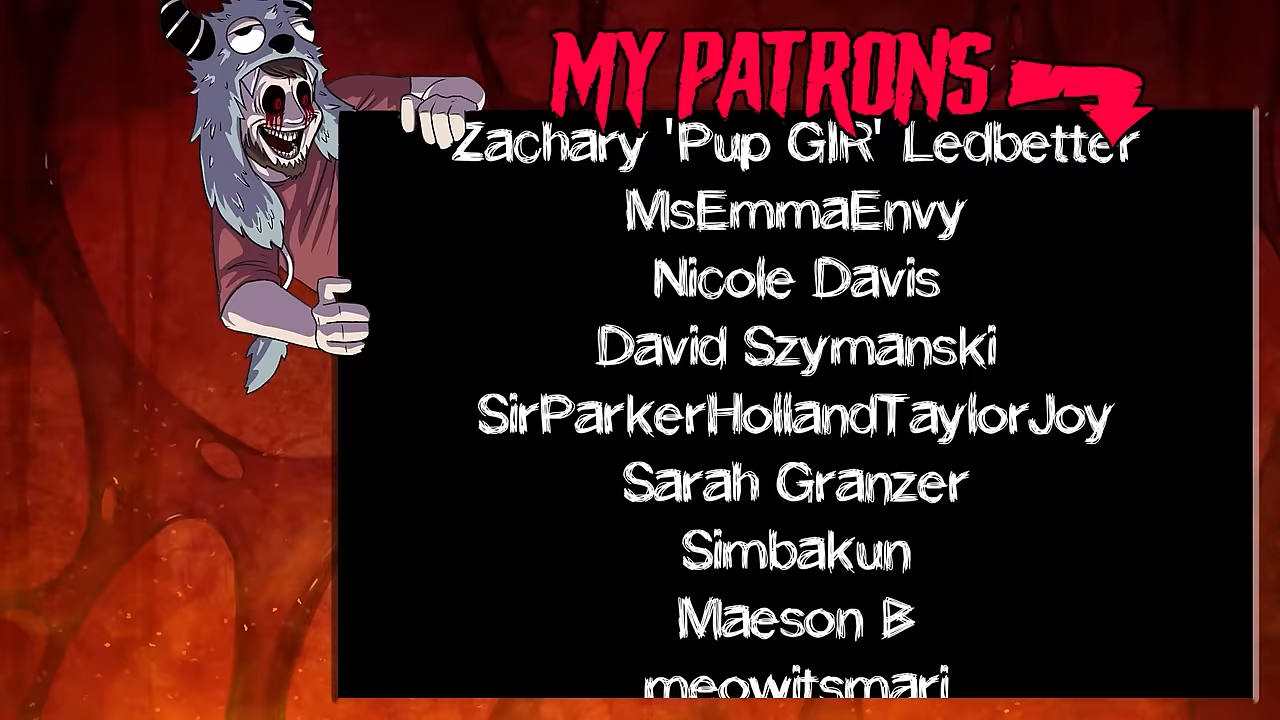 MY PATRONS
Zachary 'Pup GIR' Ledbetter
MsEmmaEnvy
Nicole Davis
David Szymanski
SirParkerHollandTaylorJoy
Sarah Granzer
Simbakun
Maeson B
meowitsmari